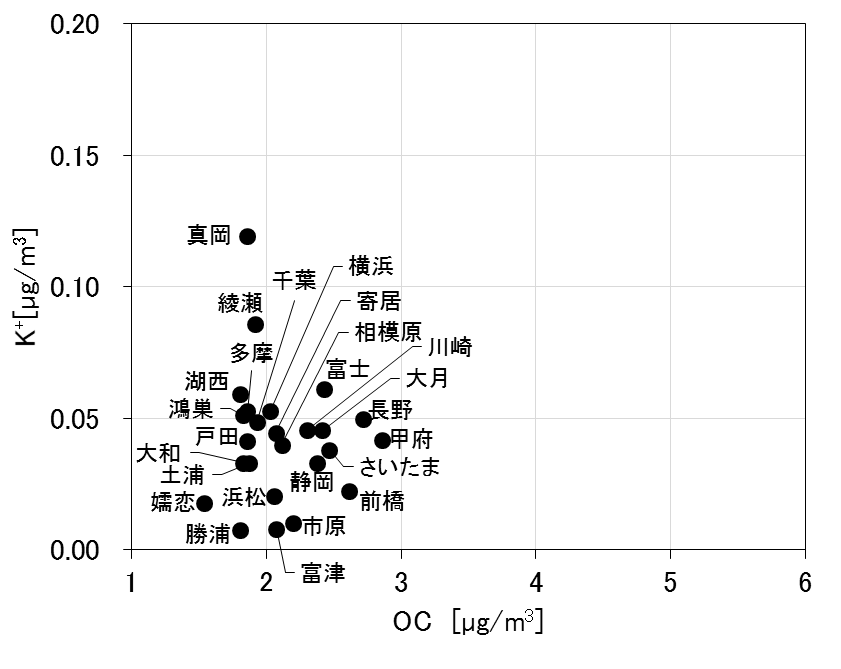 0.20
0.15
0.10
0.05
0.00
K⁺[μg/m³]
真岡
千葉
横浜
綾瀬
寄居
相模原
多摩
川崎
富士
湖西
大月
鴻巣
長野
戸田
甲府
大和
さいたま
土浦
静岡
嬬恋
浜松
前橋
勝浦
市原
富津
1
2
3
4
5
6
OC [μg/m³]